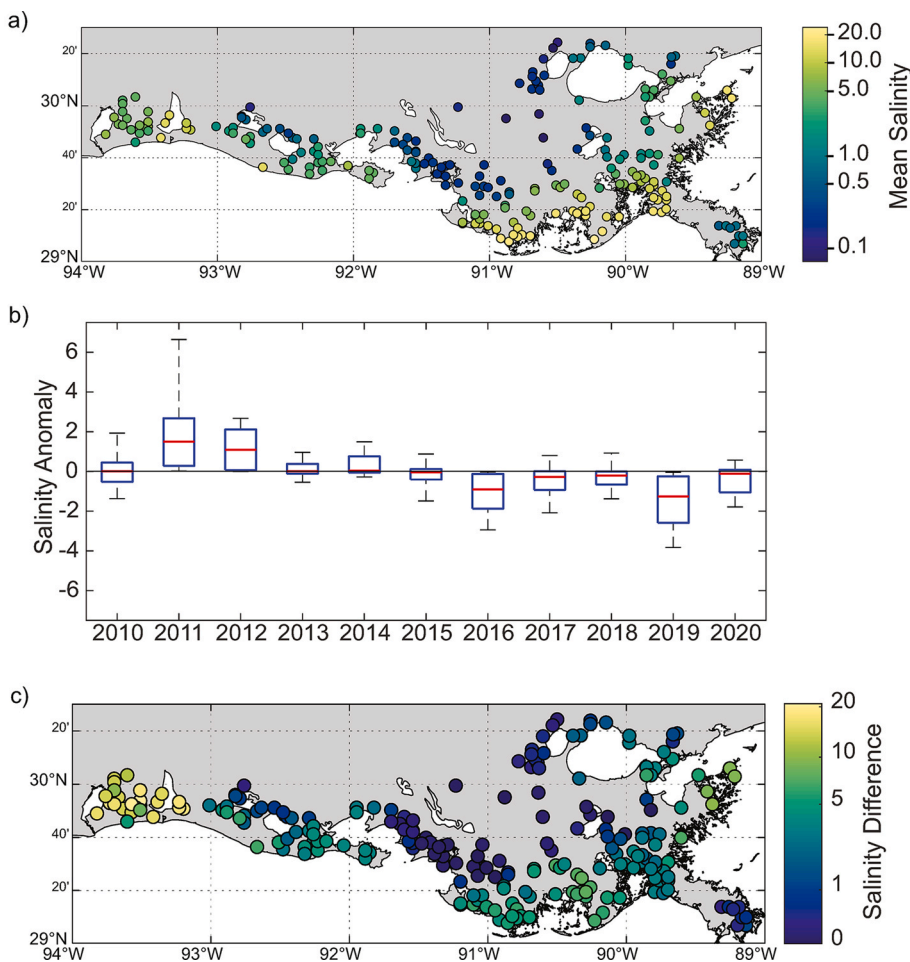 a)
20'
30°N
40'
20'
29°N
94°W 93°W 92°W 91°W 90°W 89°W
20.0
10.0
5.0
1.0
0.5
0.1
Mean Salinity
b)
Salinity Anomaly
6
4
2
0
-2
-4
-6
2010 2011 2012 2013 2014 2015 2016 2017 2018 2019 2020
c)
20'
30°N
40'
20'
29°N
94°W 93°W 92°W 91°W 90°W 89°W
20
10
5
1
0
Salinity Difference